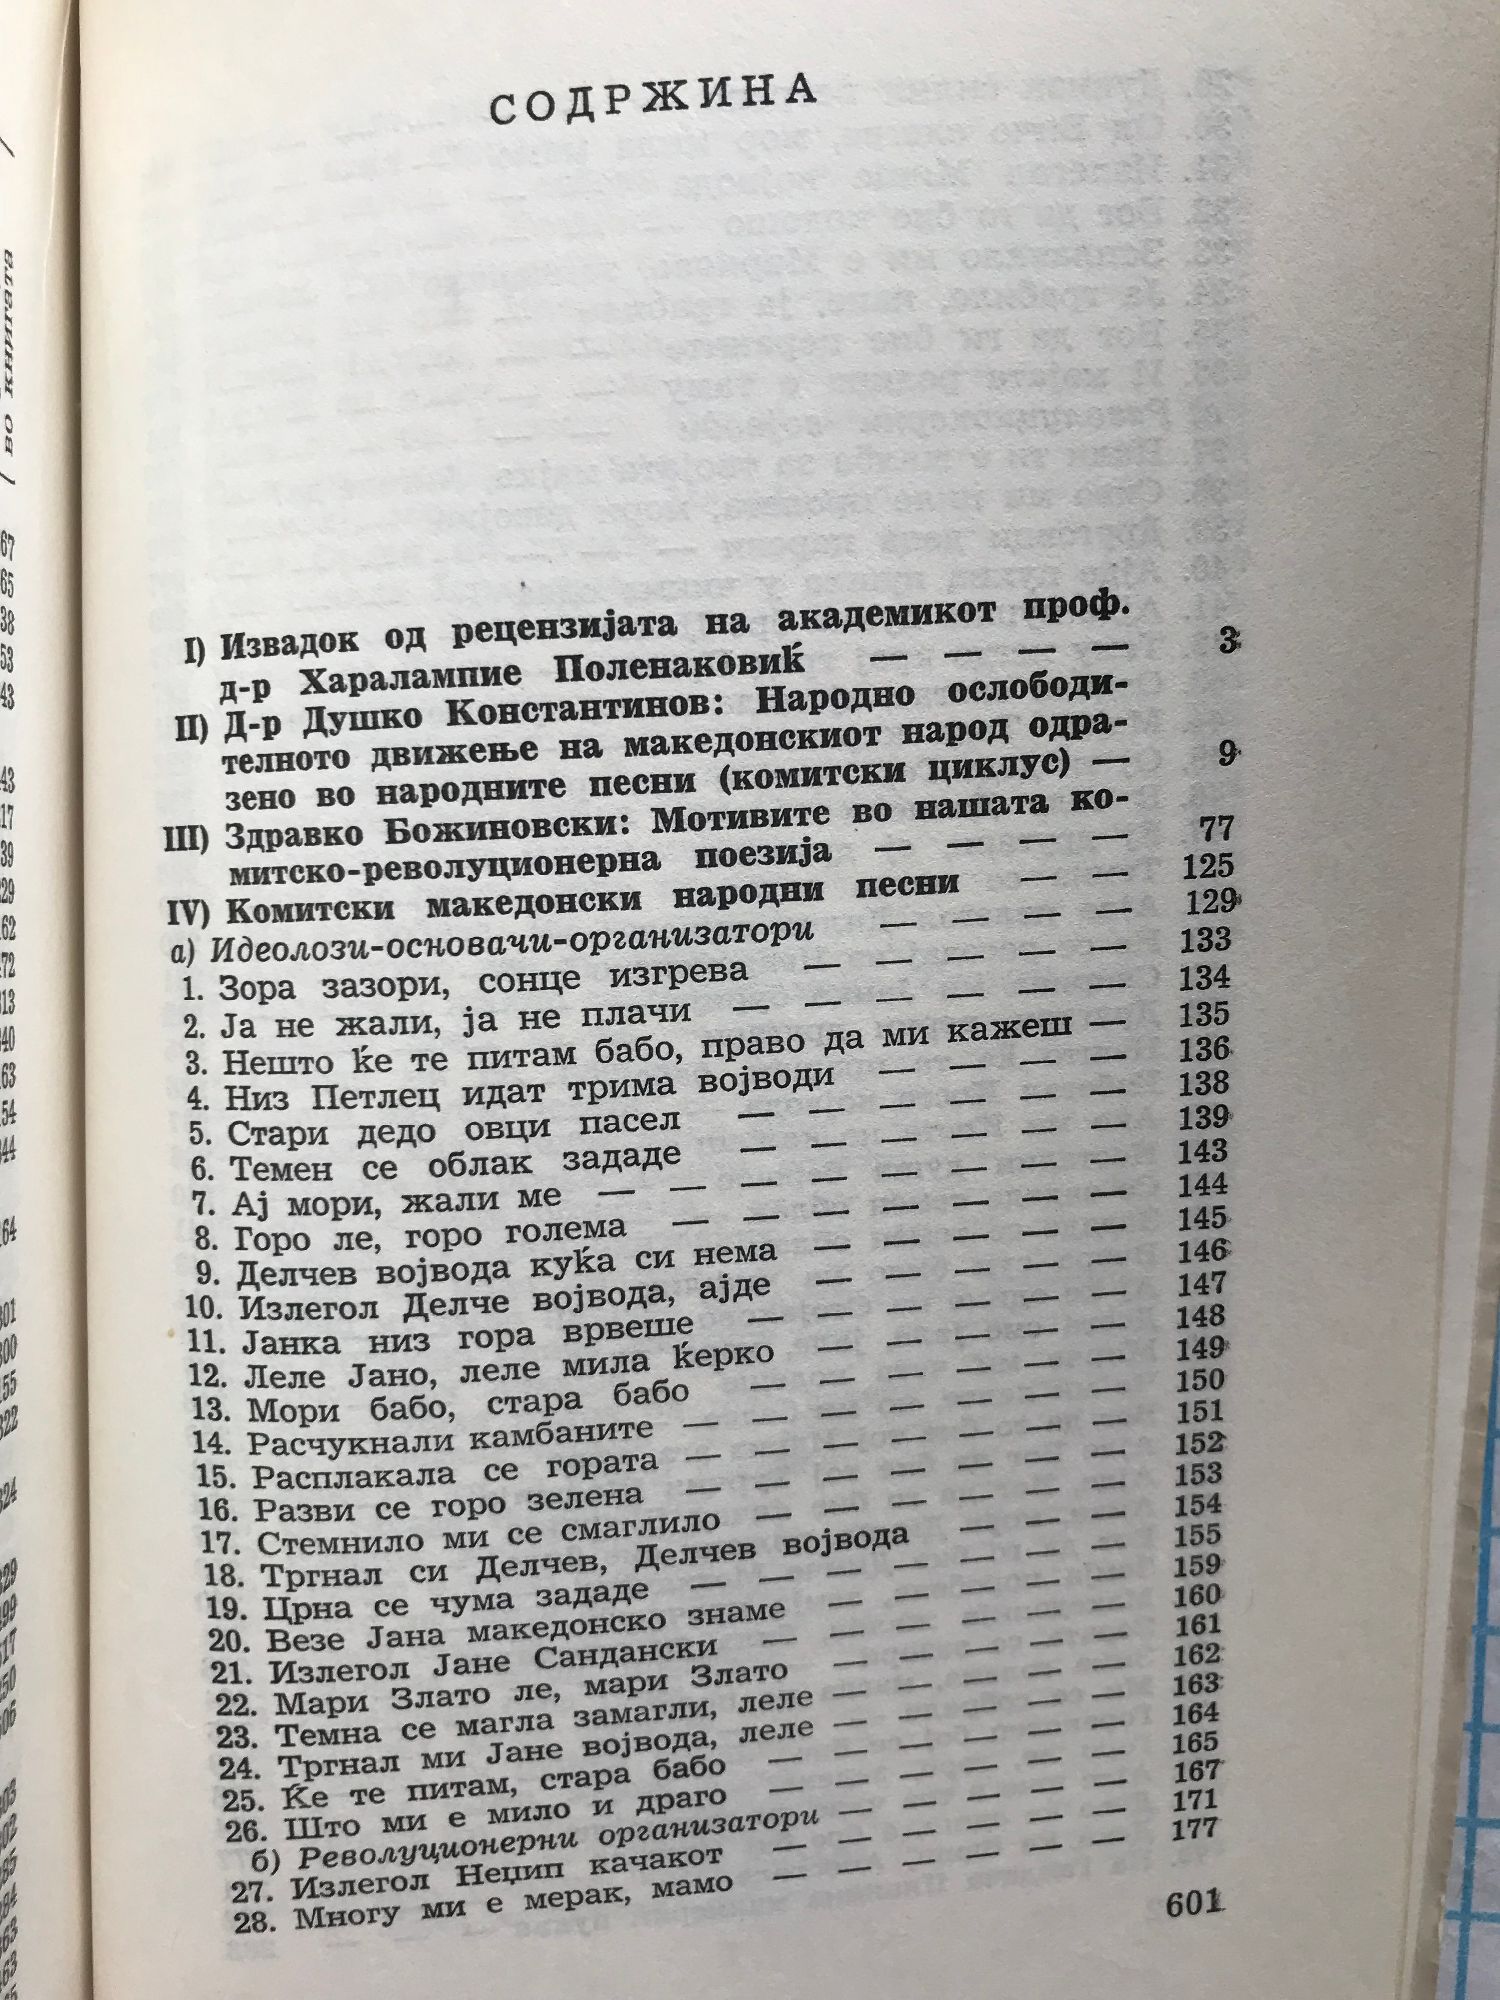 во книгата
СОДРЖИНА
I) Извадок од рецензијата на академикот проф.
д-р Харалампие Поленаковиќ — — — — 3
II) Д-р Душко Константинов: Народно ослободи-
телното движење на македонскиот народ одра-
зено во народните песни (комитски циклус) — 9
III) Здравко Божиновски: Мотивите во нашата ко-
митско-револуционерна поезија — — — — 77
IV) Комитски македонски народни песни — — 125
а) Идеолози-основачи-организатори — — — — 129
1. Зора зазори, сонце изгрева — — — — — 133
2. Ја не жали, ја не плачи — — — — — — 134
3. Нешто ќе те питам бабо, право да ми кажеш — 135
4. Низ Петлец идат трима војводи — — — — 136
5. Стари дедо овци пасел — — — — — — 138
6. Темен се облак зададе — — — — — — 139
7. Ај мори, жали ме — — — — — — — — 143
8. Горо ле, горо голема — — — — — — — 144
9. Делчев војвода куќа си нема — — — — — 145
10. Излегол Делче војвода, ајде — — — — — 146
11. Јанка низ гора врвеше — — — — — — 147
12. Леле Јано, леле мила ќерко — — — — — 148
13. Мори бабо, стара бабо — — — — — — 149
14. Расчукнали камбаните — — — — — — — 150
15. Расплакала се гората — — — — — — — 151
16. Разви се горо зелена — — — — — — — 152
17. Стемнило ми се смаглило — — — — — — 153
18. Тргнал си Делчев, Делчев војвода — — — 154
19. Црна се чума зададе — — — — — — — 155
20. Везе Јана македонско знаме — — — — — 159
21. Излегол Јане Сандански — — — — — — 160
22. Мари Злато ле, мари Злато — — — — — 161
23. Темна се магла замагли, леле — — — — — 162
24. Тргнал ми Јане војвода, леле — — — — — 163
25. Ќе те питам, стара бабо — — — — — — 164
26. Што ми е мило и драго — — — — — — 165
б) Револуционерни организатори — — — — — 167
27. Излегол Неџип качакот — — — — — — 171
28. Многу ми е мерак, мамо — — — — — — 177
601